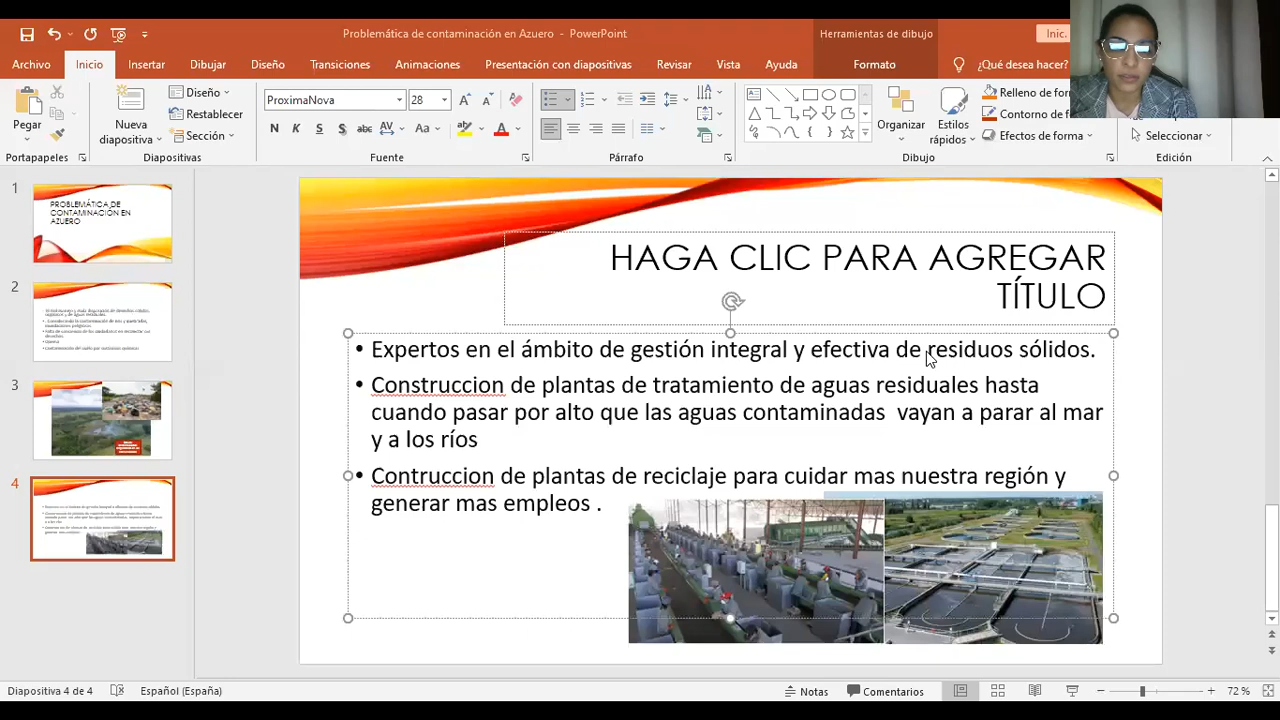 Problemática de contaminación en Azuero - PowerPoint
Herramientas de dibujo
Inic.
Archivo
Inicio
Insertar
Dibujar
Diseño
Transiciones
Animaciones
Presentación con diapositivas
Revisar
Vista
Ayuda
Formato
¿Qué desea hacer?
Pegar
Nueva
diapositiva
Diseño
Restablecer
Sección
ProximaNova
28
N
K
S
S
abc
AV
Aa
A
Organizar
Estilos
rápidos
Relleno de for
Contorno de f
Efectos de forma
Seleccionar
Portapapeles
Diapositivas
Fuente
Párrafo
Dibujo
Edición
1
PROBLEMÁTICA DE
CONTAMINACIÓN EN
AZUERO
2
3
4
HAGA CLIC PARA AGREGAR
TÍTULO
• Expertos en el ámbito de gestión integral y efectiva de residuos sólidos.
• Construccion de plantas de tratamiento de aguas residuales hasta
cuando pasar por alto que las aguas contaminadas vayan a parar al mar
y a los ríos
• Contruccion de plantas de reciclaje para cuidar mas nuestra región y
generar mas empleos .
Diapositiva 4 de 4
Español (España)
Notas
Comentarios
72 %